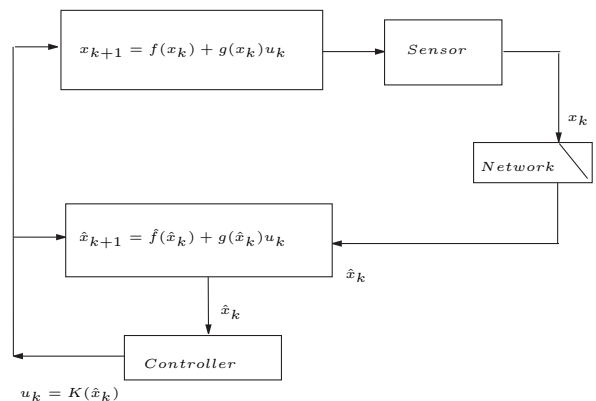 x_{k+1} = f(x_k) + g(x_k)u_k
Sensor
x_k
Network
x̂_{k+1} = f̂(x̂_k) + g(x̂_k)u_k
x̂_k
x̂_k
Controller
u_k = K(x̂_k)